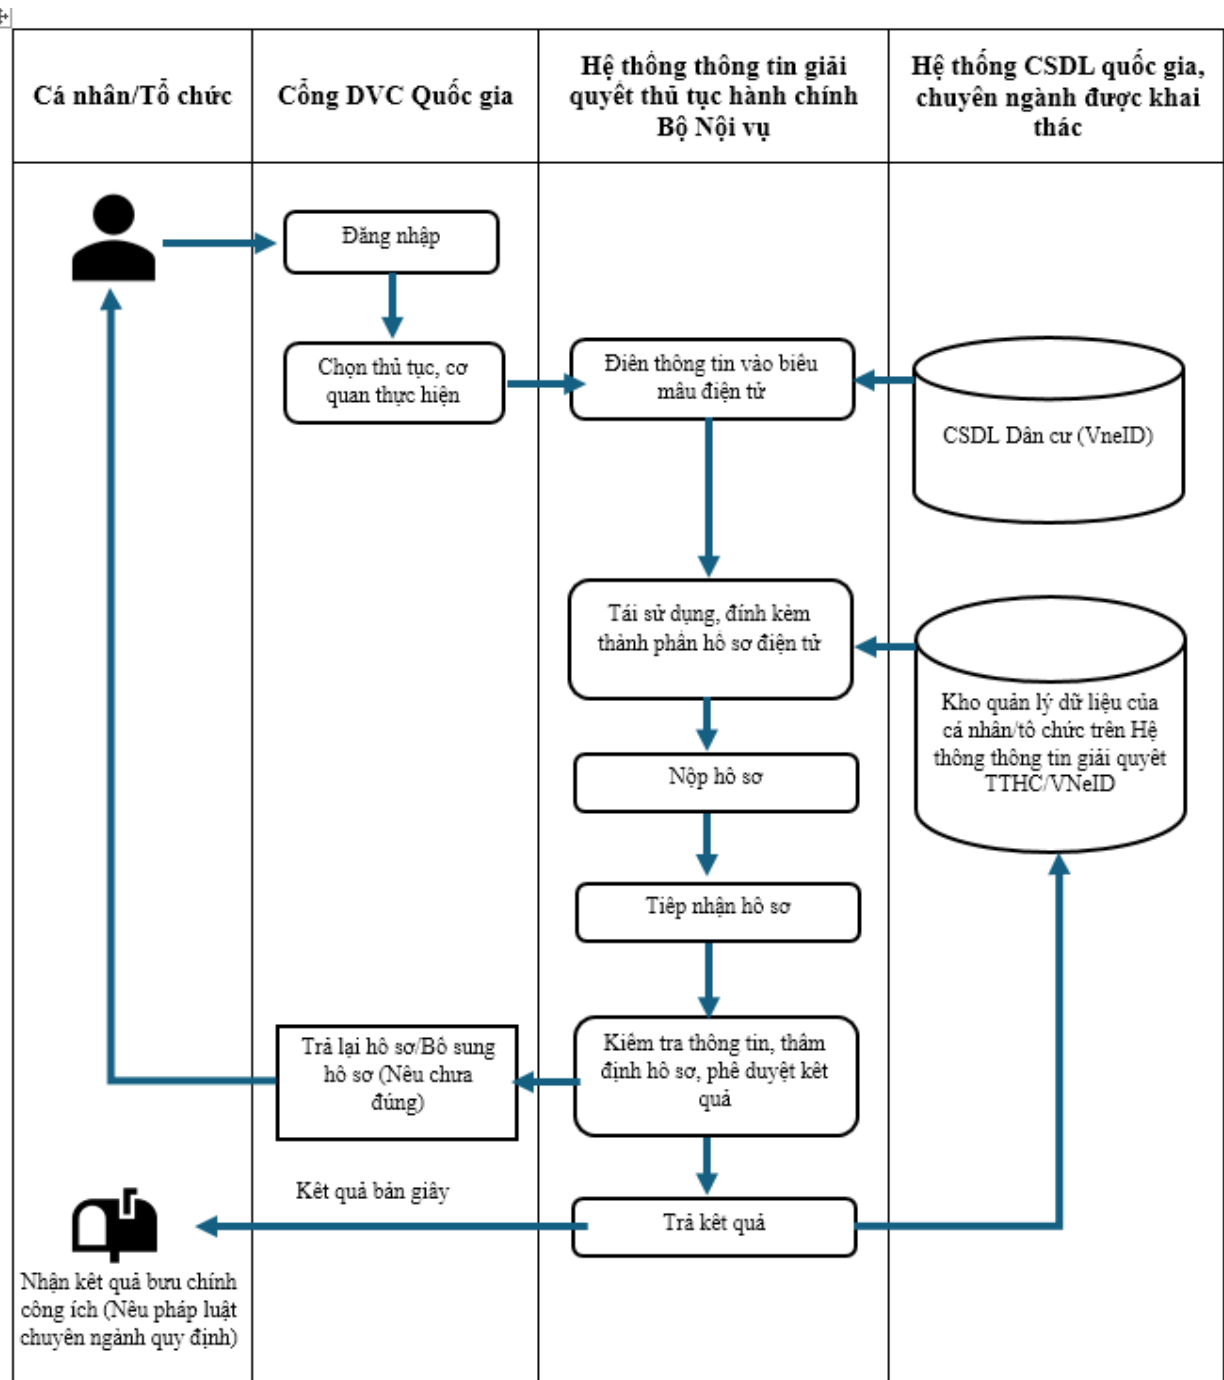 Cá nhân/Tổ chức
Cổng DVC Quốc gia
Hệ thống thông tin giải
quyết thủ tục hành chính
Bộ Nội vụ
Hệ thống CSDL quốc gia,
chuyên ngành được khai
thác
Đăng nhập
Chọn thủ tục, cơ
quan thực hiện
Điền thông tin vào biểu
mẫu điện tử
CSDL Dân cư (VneID)
Tái sử dụng, đính kèm
thành phần hồ sơ điện tử
Kho quản lý dữ liệu của
cá nhân/tổ chức trên Hệ
thống thông tin giải quyết
TTHC/VNeID
Nộp hồ sơ
Tiếp nhận hồ sơ
Kiểm tra thông tin, thẩm
định hồ sơ, phê duyệt kết
quả
Trả lại hồ sơ/Bổ sung
hồ sơ (Nếu chưa
đúng)
Kết quả bản giấy
Trả kết quả
Nhận kết quả bưu chính
công ích (Nếu pháp luật
chuyên ngành quy định)